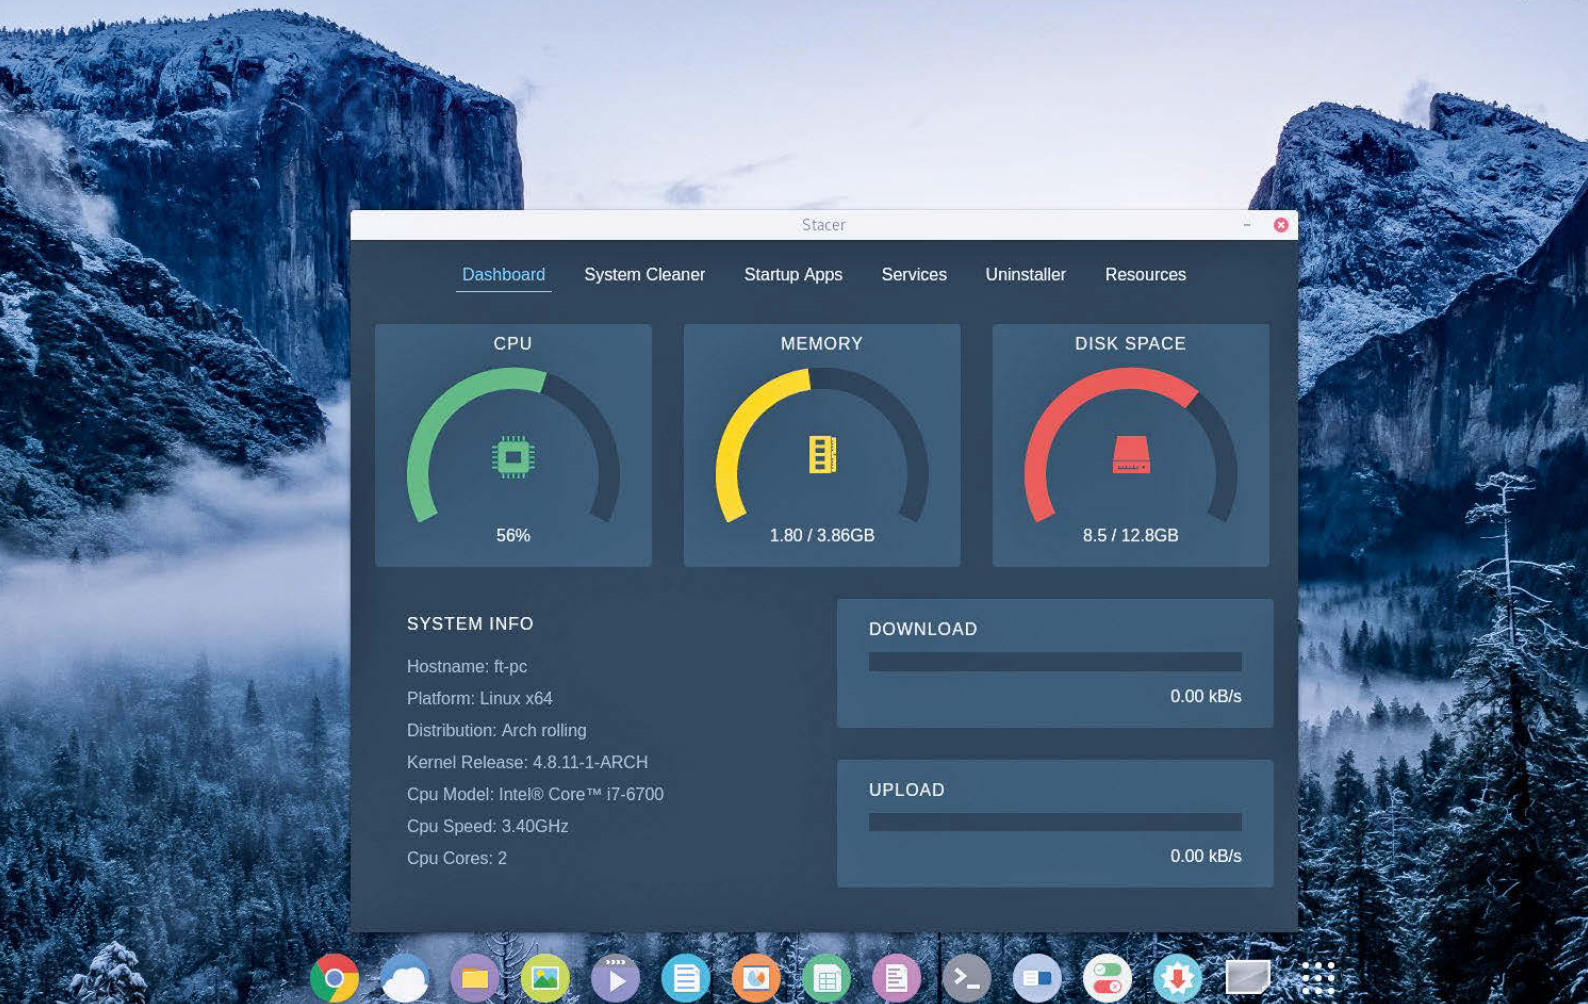 Stacer
Dashboard System Cleaner Startup Apps Services Uninstaller Resources
CPU
56%
MEMORY
1.80 / 3.86GB
DISK SPACE
8.5 / 12.8GB
SYSTEM INFO
Hostname: ft-pc
Platform: Linux x64
Distribution: Arch rolling
Kernel Release: 4.8.11-1-ARCH
Cpu Model: Intel® Core™ i7-6700
Cpu Speed: 3.40GHz
Cpu Cores: 2
DOWNLOAD
0.00 kB/s
UPLOAD
0.00 kB/s